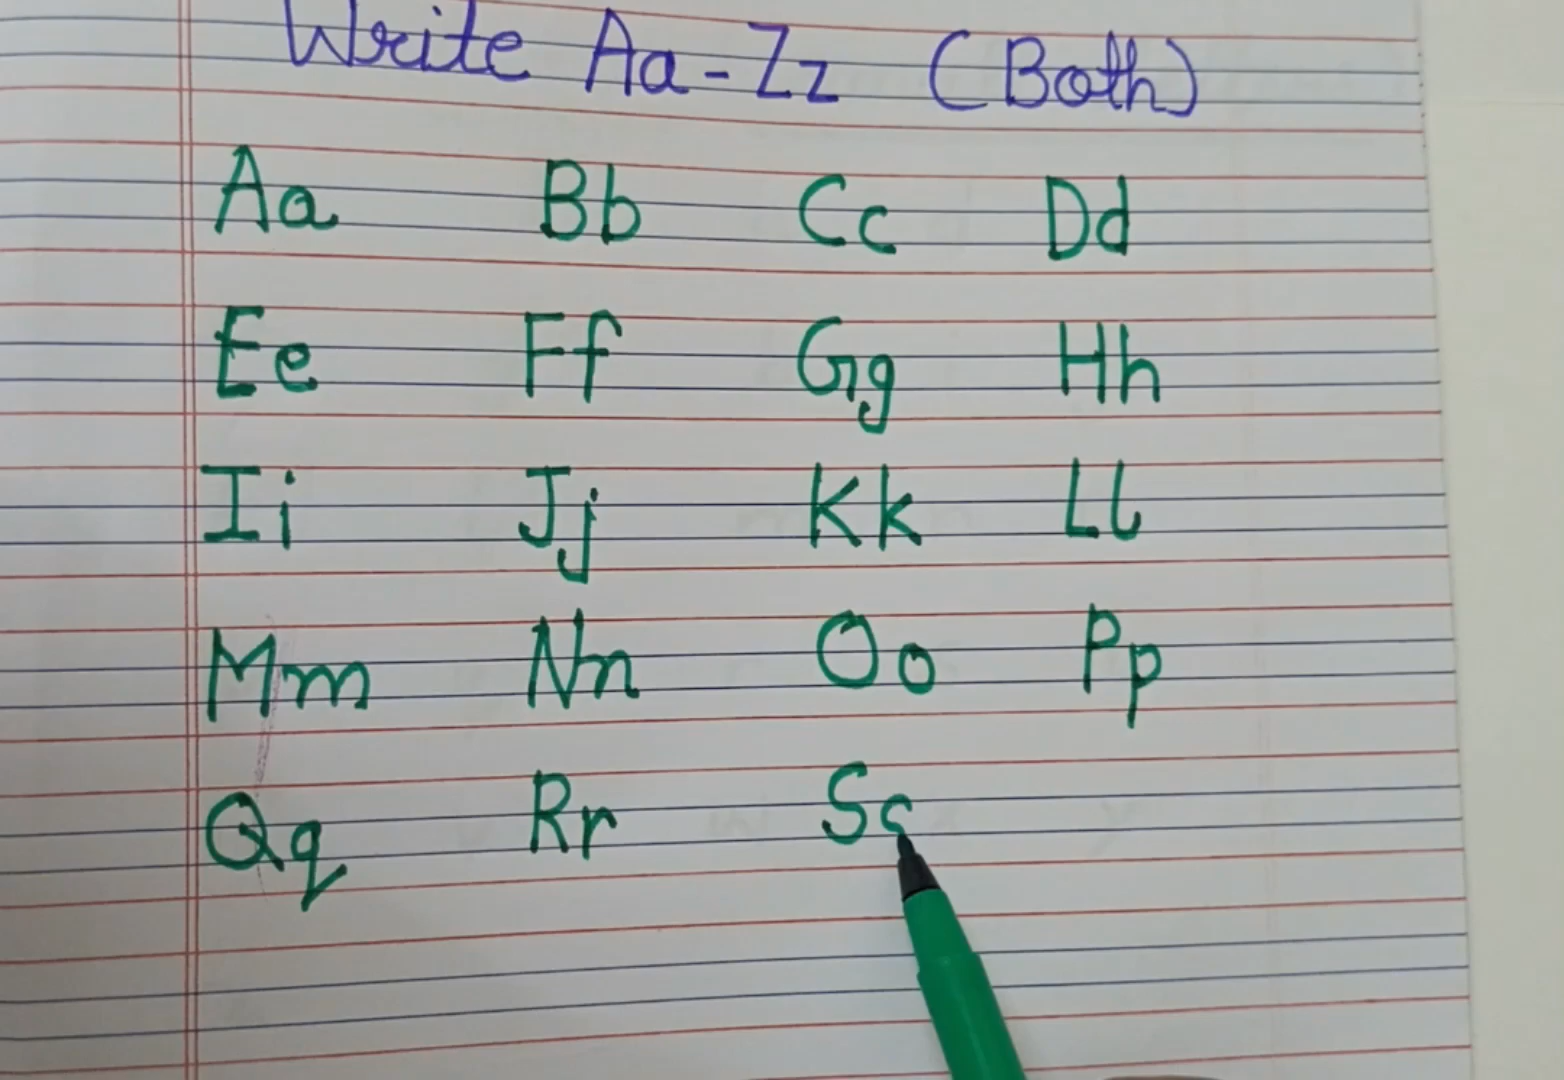 Write Aa-Zz (Both)
Aa Bb Cc Dd
Ee Ff Gg Hh
Ii Jj Kk Ll
Mm Nn Oo Pp
Qq Rr Ss